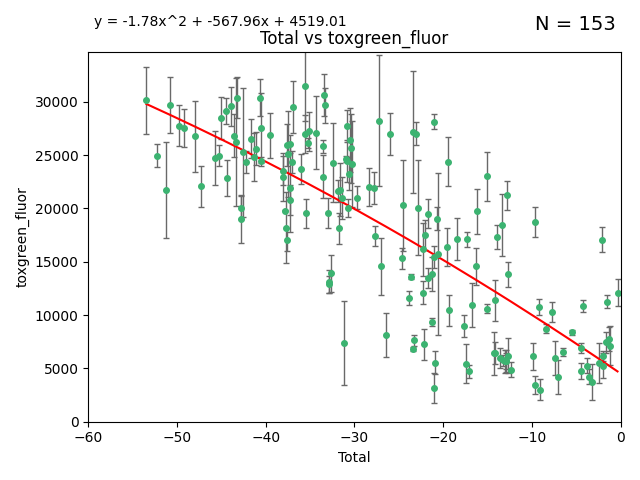 y = -1.78x^2 + -567.96x + 4519.01
N = 153
Total vs toxgreen_fluor
toxgreen_fluor
30000
25000
20000
15000
10000
5000
0
−60 −50 −40 −30 −20 −10 0
Total